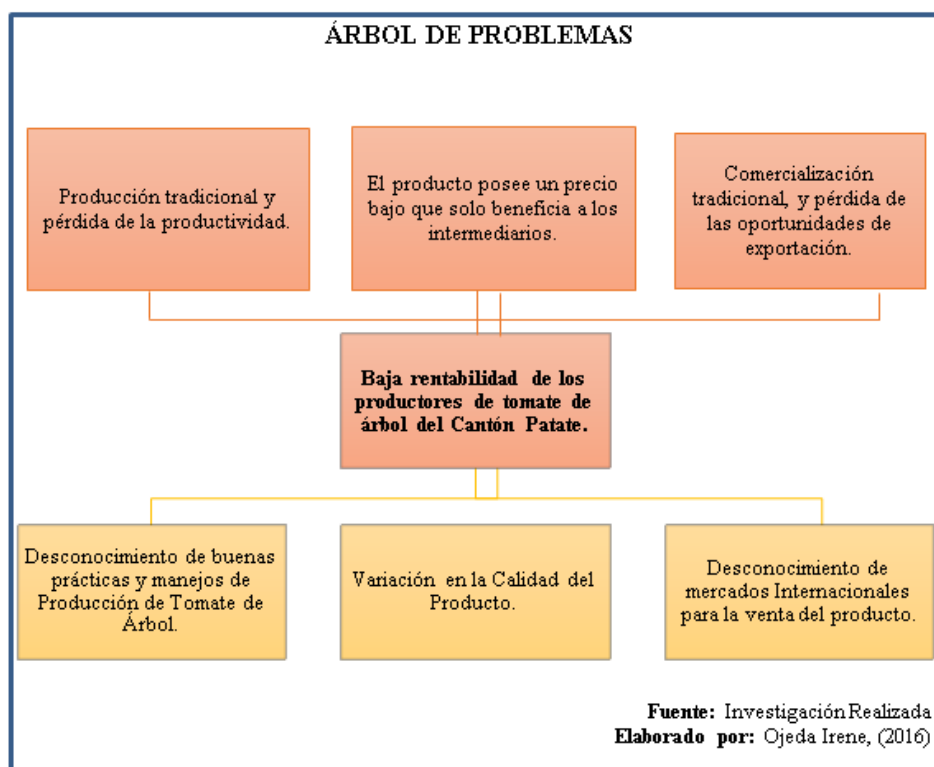 ÁRBOL DE PROBLEMAS
Producción tradicional y
pérdida de la productividad.
El producto posee un precio
bajo que solo beneficia a los
intermediarios.
Comercialización
tradicional, y pérdida de
las oportunidades de
exportación.
Baja rentabilidad de los
productores de tomate de
árbol del Cantón Patate.
Desconocimiento de buenas
prácticas y manejos de
Producción de Tomate de
Árbol.
Variación en la Calidad del
Producto.
Desconocimiento de
mercados Internacionales
para la venta del producto.
Fuente: Investigación Realizada
Elaborado por: Ojeda Irene, (2016)